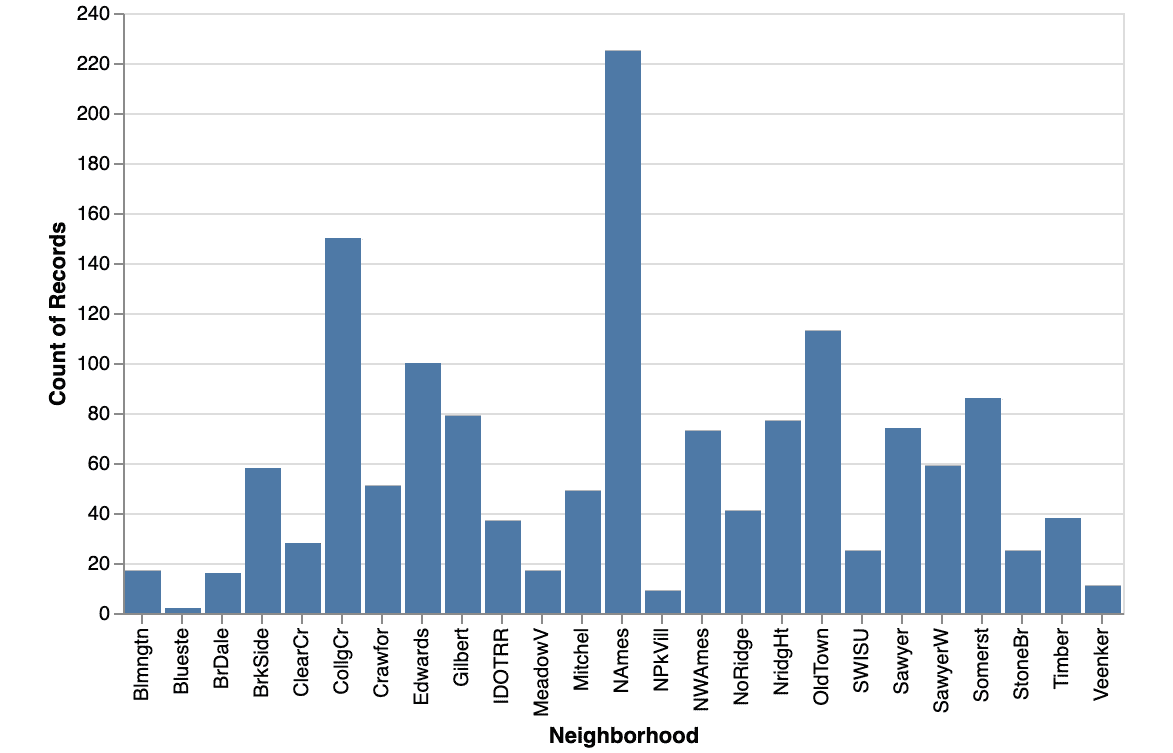 240
220
200
180
160
140
120
100
80
60
40
20
0
Count of Records
Blmngtn
Blueste
BrDale
BrkSide
ClearCr
CollgCr
Crawfor
Edwards
Gilbert
IDOTRR
MeadowV
Mitchel
NAmes
NPkVill
NWAmes
NoRidge
NridgHt
OldTown
SWISU
Sawyer
SawyerW
Somerst
StoneBr
Timber
Veenker
Neighborhood